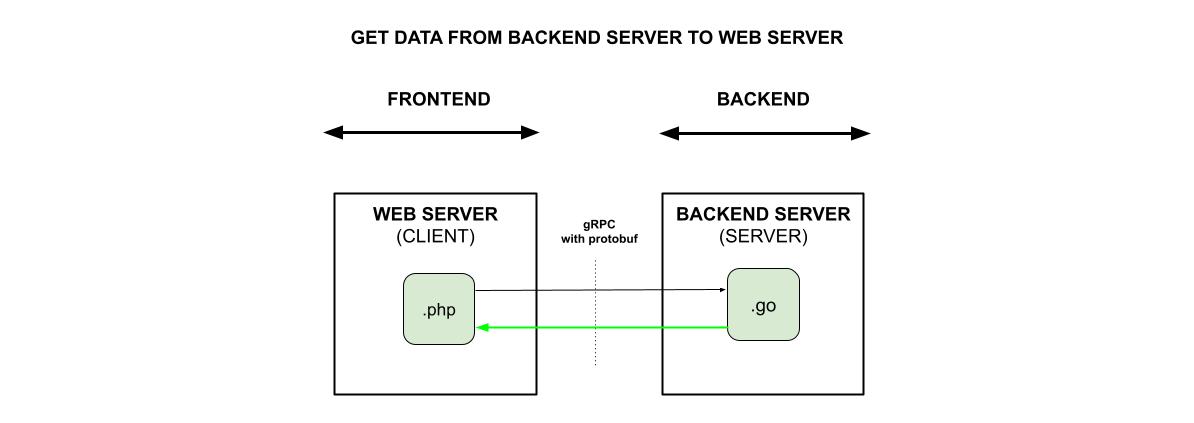 GET DATA FROM BACKEND SERVER TO WEB SERVER
FRONTEND
BACKEND
WEB SERVER
(CLIENT)
gRPC
with protobuf
BACKEND SERVER
(SERVER)
.php
.go